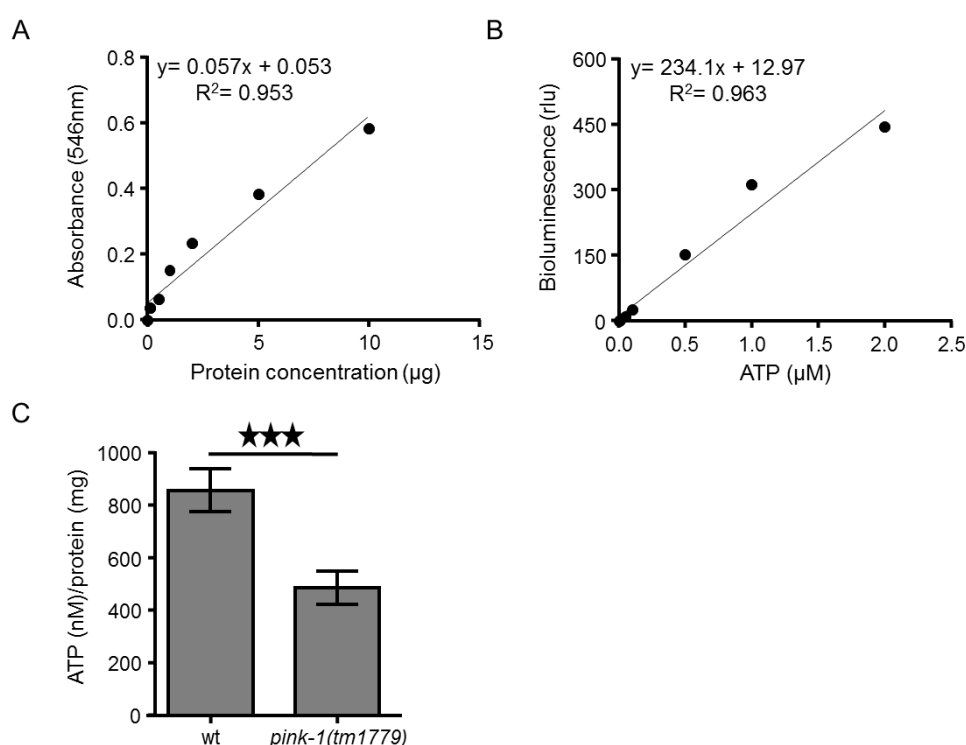 A
y= 0.057x + 0.053
R²= 0.953
Absorbance (546nm)
0.8
0.6
0.4
0.2
0.0
0 5 10 15
Protein concentration (µg)
B
y= 234.1x + 12.97
R²= 0.963
Bioluminescence (rlu)
600
450
300
150
0
0.0 0.5 1.0 1.5 2.0 2.5
ATP (µM)
C
★★★
ATP (nM)/protein (mg)
1000
800
600
400
200
0
wt pink-1(tm1779)